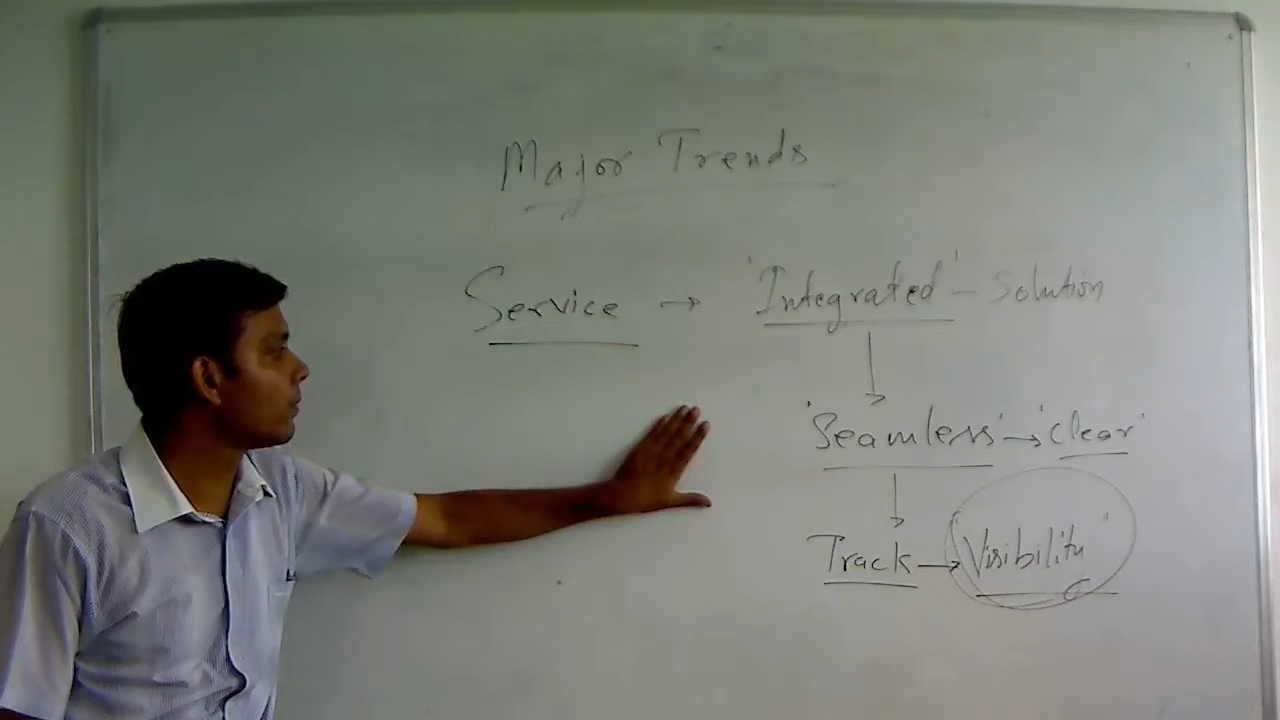 Major Trends
Service → 'Integrated' - Solution
'Seamless' → 'Clear'
Track → 'Visibility'